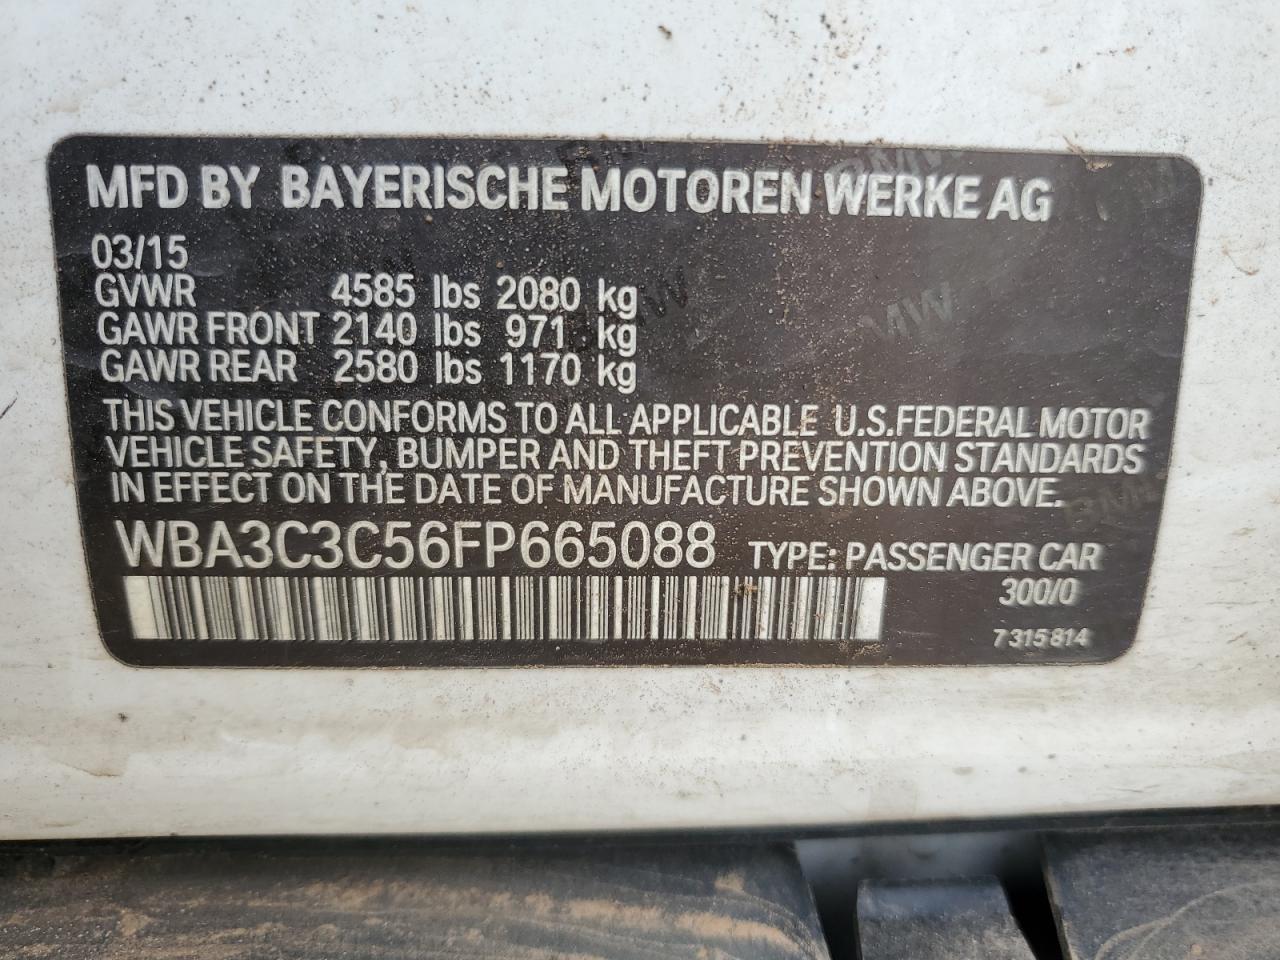 MFD BY BAYERISCHE MOTOREN WERKE AG
03/15
GVWR 4585 lbs 2080 kg
GAWR FRONT 2140 lbs 971 kg
GAWR REAR 2580 lbs 1170 kg
THIS VEHICLE CONFORMS TO ALL APPLICABLE U.S.FEDERAL MOTOR
VEHICLE SAFETY, BUMPER AND THEFT PREVENTION STANDARDS
IN EFFECT ON THE DATE OF MANUFACTURE SHOWN ABOVE.
WBA3C3C56FP665088 TYPE: PASSENGER CAR
300/0
7 315 814